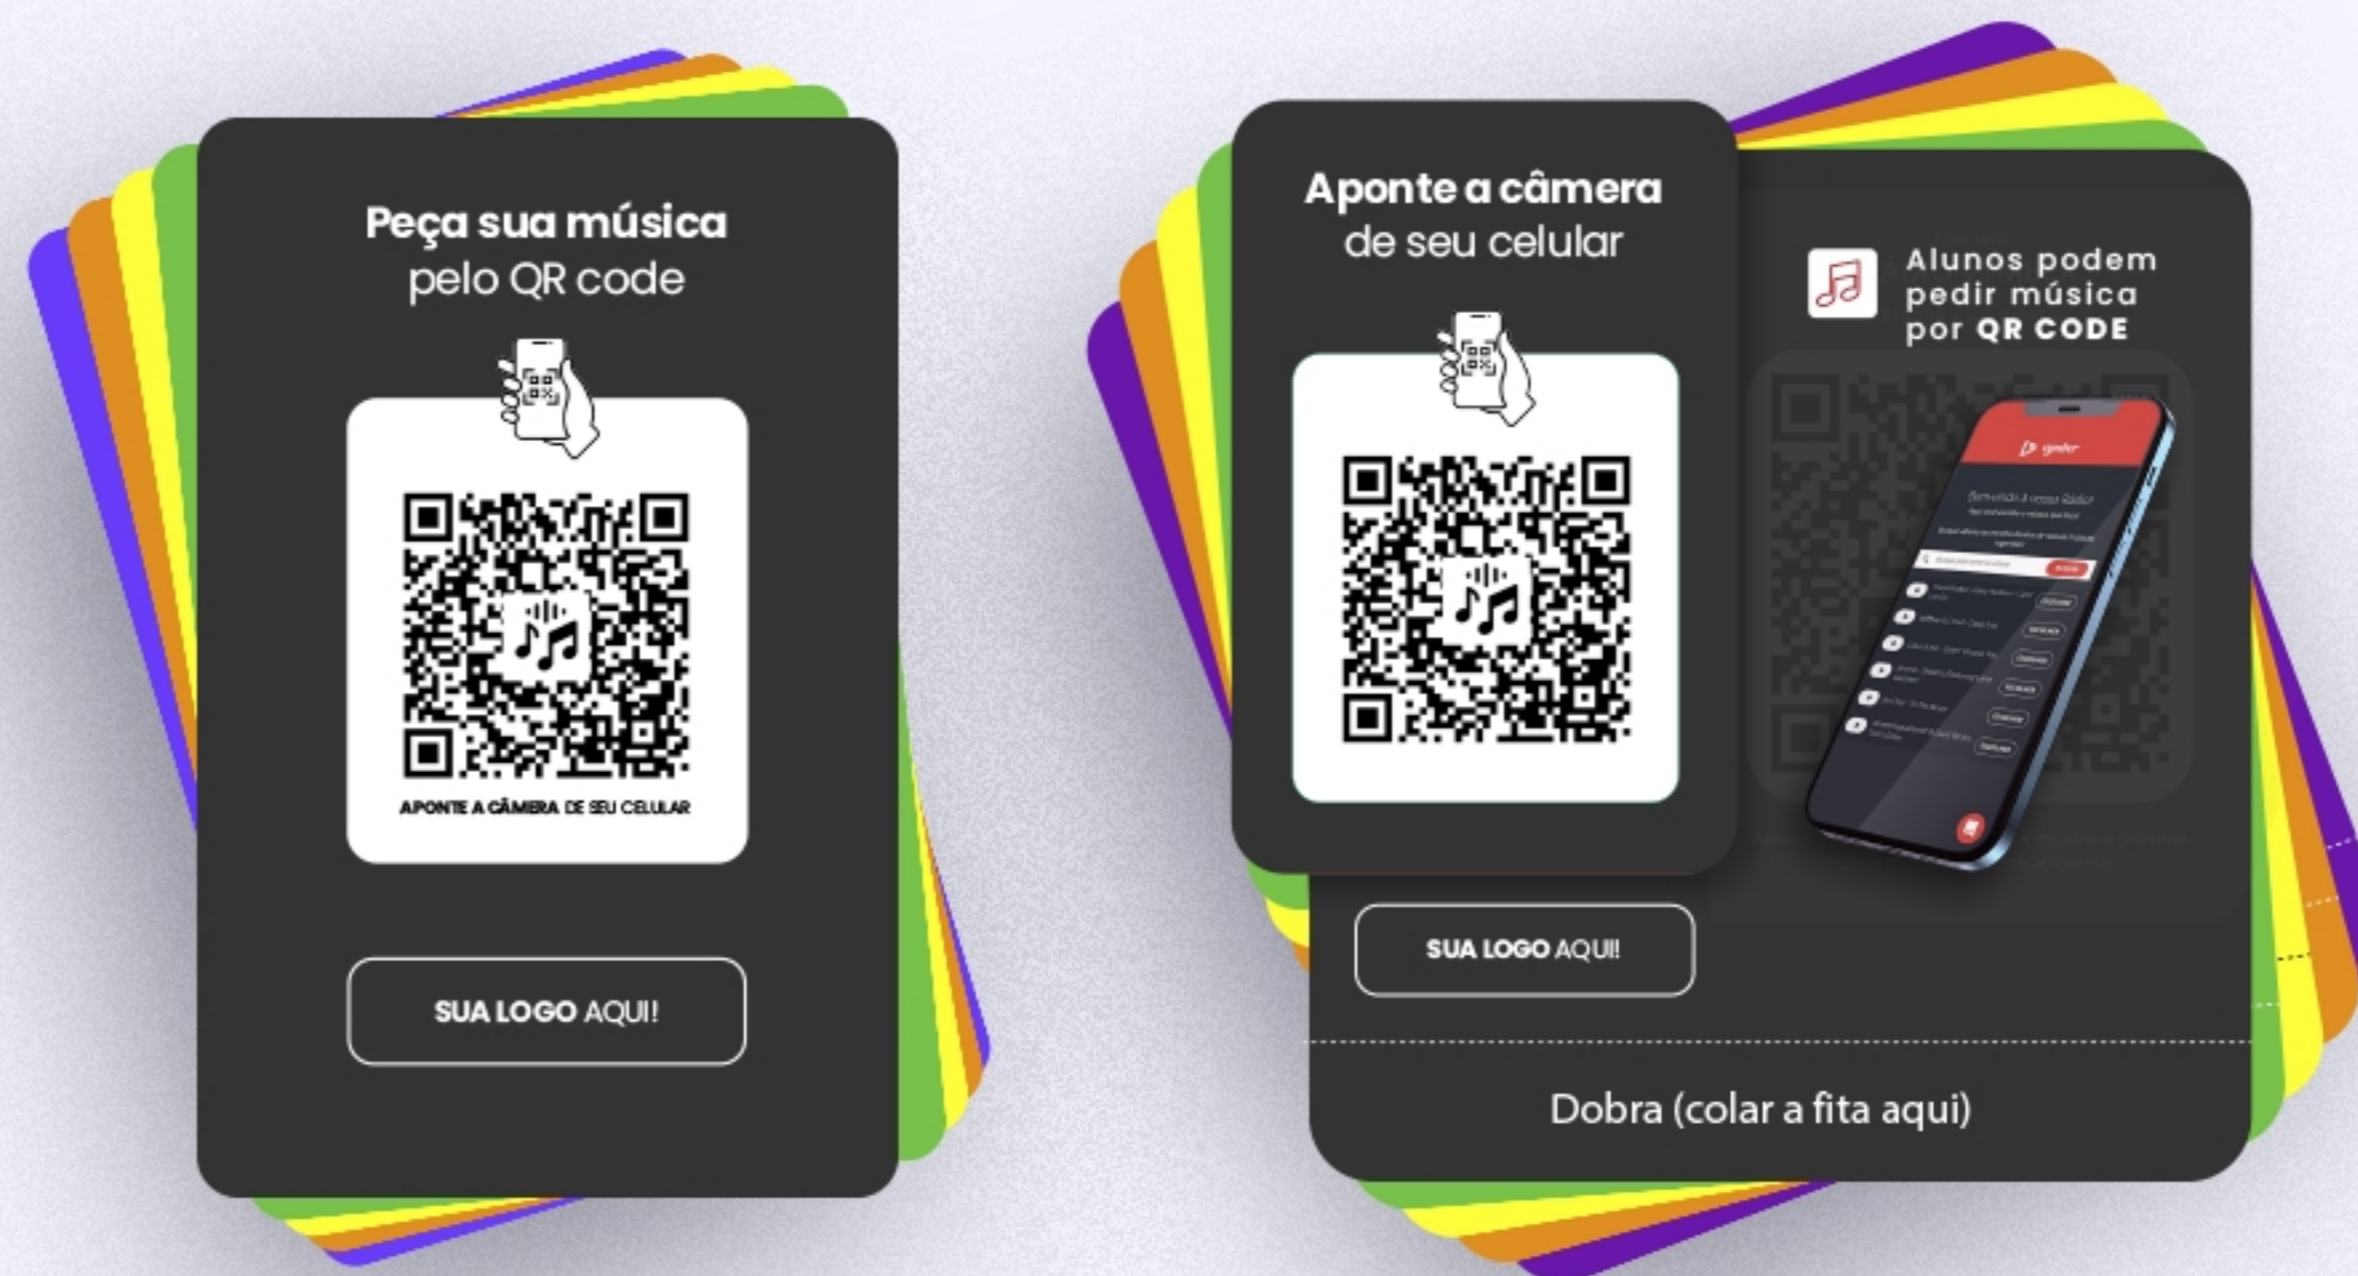 Peça sua música
pelo QR code
APONTE A CÂMERA DE SEU CELULAR
SUA LOGO AQUI!
Aponte a câmera
de seu celular
SUA LOGO AQUI!
Alunos podem
pedir música
por QR CODE
Dobra (colar a fita aqui)